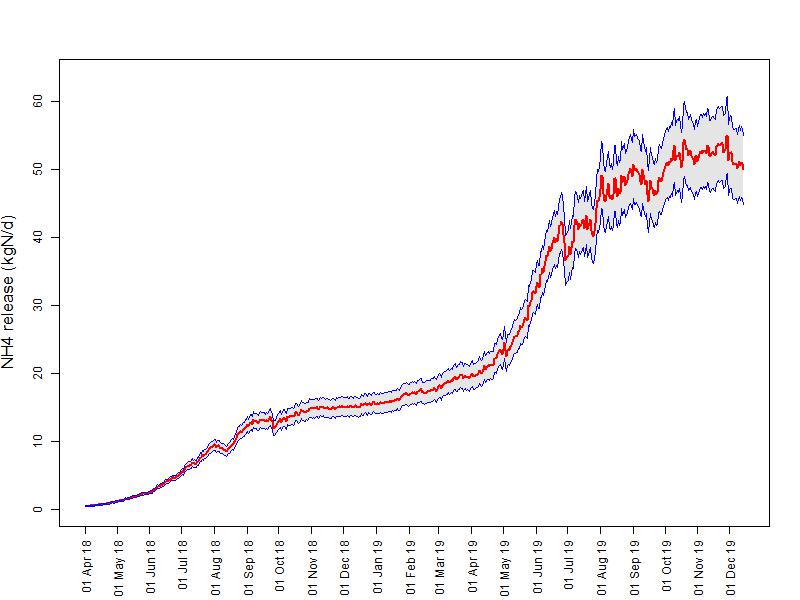 NH4 release (kgN/d)
60
50
40
30
20
10
0
01 Apr 18
01 May 18
01 Jun 18
01 Jul 18
01 Aug 18
01 Sep 18
01 Oct 18
01 Nov 18
01 Dec 18
01 Jan 19
01 Feb 19
01 Mar 19
01 Apr 19
01 May 19
01 Jun 19
01 Jul 19
01 Aug 19
01 Sep 19
01 Oct 19
01 Nov 19
01 Dec 19